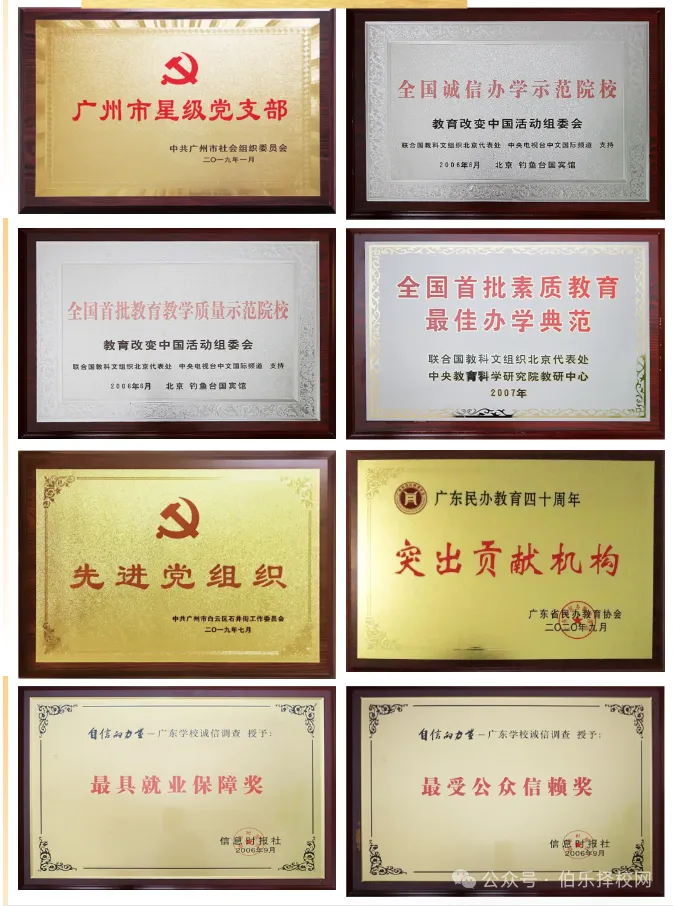 广州市星级党支部
中共广州市社会组织委员会
二〇一九年一月
全国诚信办学示范院校
教育改变中国活动组委会
联合国教科文组织北京代表处 中央电视台中文国际频道 支持
2006年6月 北京 钓鱼台国宾馆
全国首批教育教学质量示范院校
教育改变中国活动组委会
联合国教科文组织北京代表处 中央电视台中文国际频道 支持
2006年6月 北京 钓鱼台国宾馆
全国首批素质教育
最佳办学典范
联合国教科文组织北京代表处
中央教育科学研究院教研中心
2007年
先进党组织
中共广州市白云区石井街工作委员会
二〇一九年七月
广东民办教育四十周年
突出贡献机构
广东省民办教育协会
二〇二〇年九月
自信的力量－广东学校诚信调查 授予：
最具就业保障奖
信息时报社
2006年9月
自信的力量－广东学校诚信调查 授予：
最受公众信赖奖
信息时报社
2006年9月
公众号 · 伯乐择校网